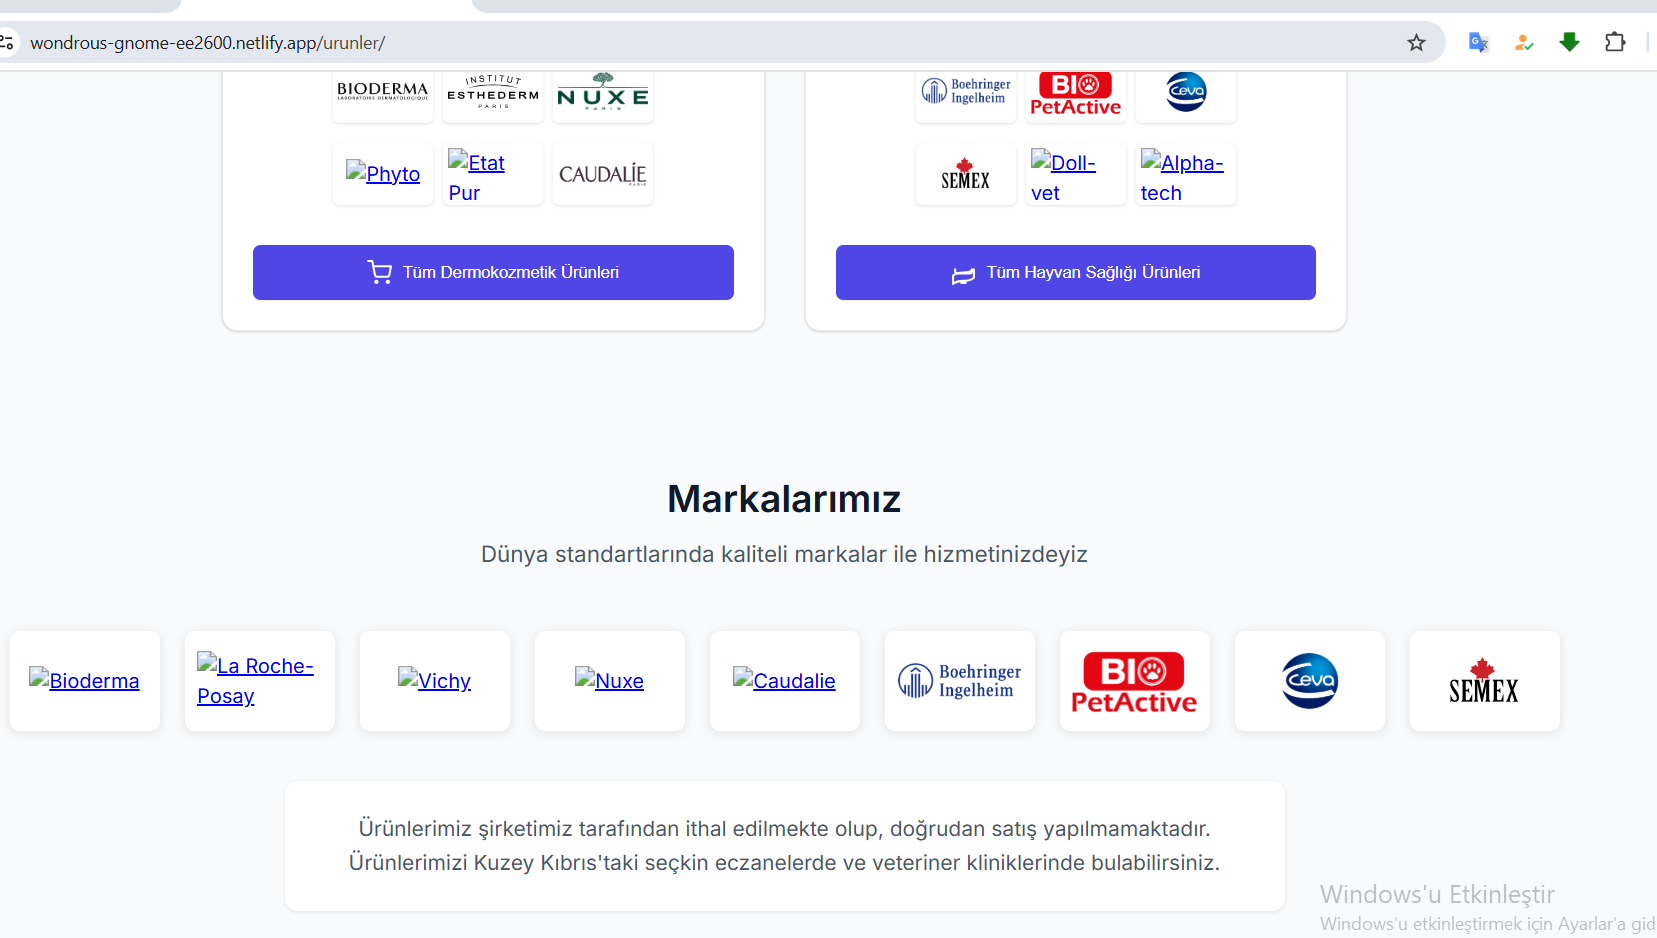 wondrous-gnome-ee2600.netlify.app/urunler/
BIODERMA
LABORATOIRE DERMATOLOGIQUE
INSTITUT
ESTHEDERM
PARIS
NUXE
PARIS
Boehringer
Ingelheim
BIO
PetActive
Ceva
Phyto
Etat
Pur
CAUDALÍE
PARIS
SEMEX
Doll-
vet
Alpha-
tech
Tüm Dermokozmetik Ürünleri
Tüm Hayvan Sağlığı Ürünleri
Markalarımız
Dünya standartlarında kaliteli markalar ile hizmetinizdeyiz
Bioderma
La Roche-
Posay
Vichy
Nuxe
Caudalie
Boehringer
Ingelheim
BIO
PetActive
Ceva
SEMEX
Ürünlerimiz şirketimiz tarafından ithal edilmekte olup, doğrudan satış yapılmamaktadır.
Ürünlerimizi Kuzey Kıbrıs'taki seçkin eczanelerde ve veteriner kliniklerinde bulabilirsiniz.
Windows'u Etkinleştir
Windows'u etkinleştirmek için Ayarlar'a gid